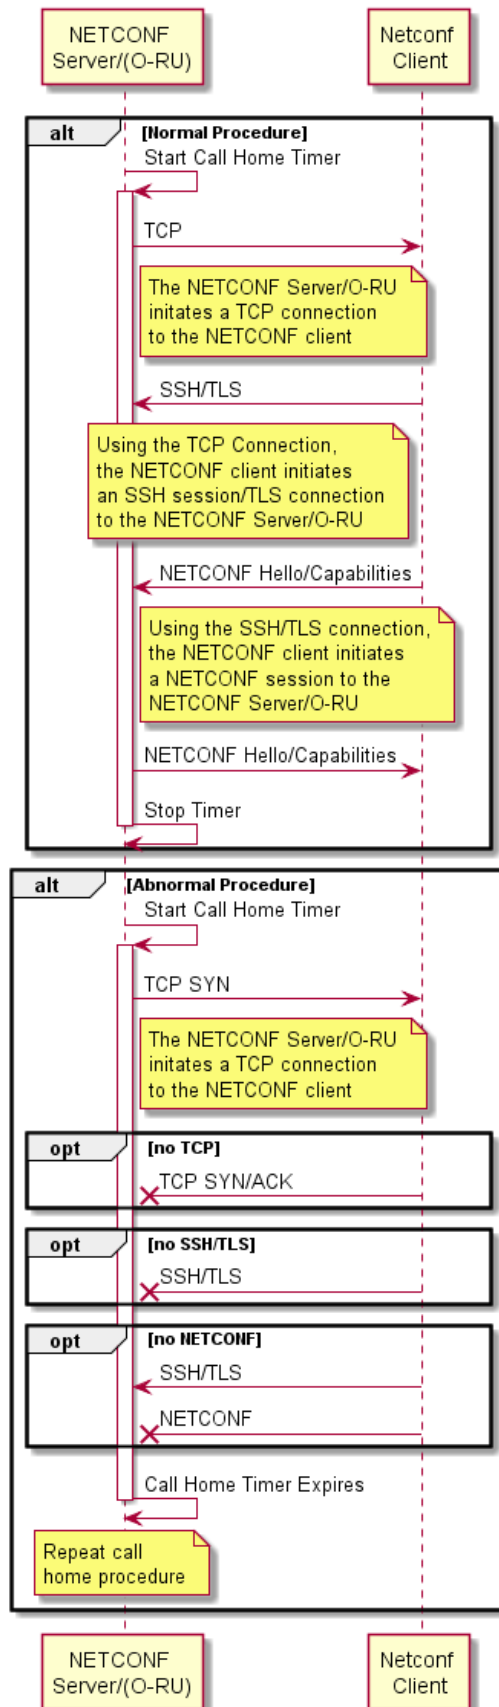 NETCONF
Server/(O-RU)
Netconf
Client
alt
[Normal Procedure]
Start Call Home Timer
TCP
The NETCONF Server/O-RU
initates a TCP connection
to the NETCONF client
SSH/TLS
Using the TCP Connection,
the NETCONF client initiates
an SSH session/TLS connection
to the NETCONF Server/O-RU
NETCONF Hello/Capabilities
Using the SSH/TLS connection,
the NETCONF client initiates
a NETCONF session to the
NETCONF Server/O-RU
NETCONF Hello/Capabilities
Stop Timer
alt
[Abnormal Procedure]
Start Call Home Timer
TCP SYN
The NETCONF Server/O-RU
initates a TCP connection
to the NETCONF client
opt
[no TCP]
TCP SYN/ACK
opt
[no SSH/TLS]
SSH/TLS
opt
[no NETCONF]
SSH/TLS
NETCONF
Call Home Timer Expires
Repeat call
home procedure
NETCONF
Server/(O-RU)
Netconf
Client